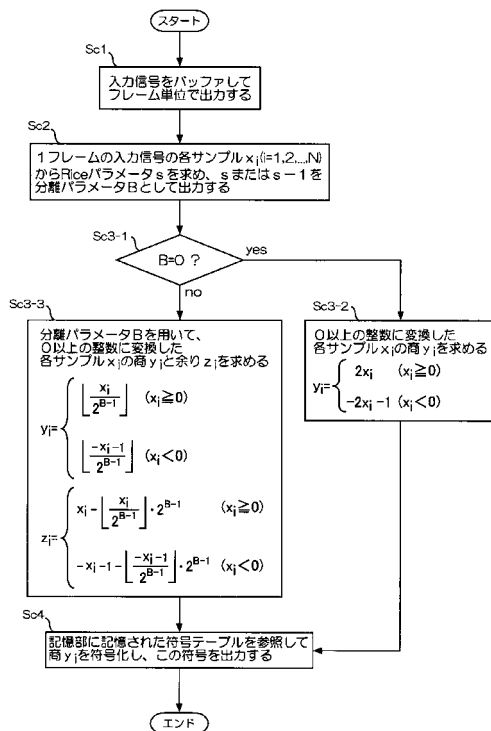 スタート
Sc1
入力信号をバッファして
フレーム単位で出力する
Sc2
1フレームの入力信号の各サンプルxi(i=1,2,...,N)
からRiceパラメータsを求め、sまたはs－1を
分離パラメータBとして出力する
Sc3-1
B=0 ?
yes
no
Sc3-3
分離パラメータBを用いて、
0以上の整数に変換した
各サンプルxiの商yiと余りziを求める
yi= { ⌊xi/2^(B-1)⌋ (xi≧0)
⌊(-xi-1)/2^(B-1)⌋ (xi<0)
zi= { xi-⌊xi/2^(B-1)⌋・2^(B-1) (xi≧0)
-xi-1-⌊(-xi-1)/2^(B-1)⌋・2^(B-1) (xi<0)
Sc3-2
0以上の整数に変換した
各サンプルxiの商yiを求める
yi= { 2xi (xi≧0)
-2xi-1 (xi<0)
Sc4
記憶部に記憶された符号テーブルを参照して
商yiを符号化し、この符号を出力する
エンド